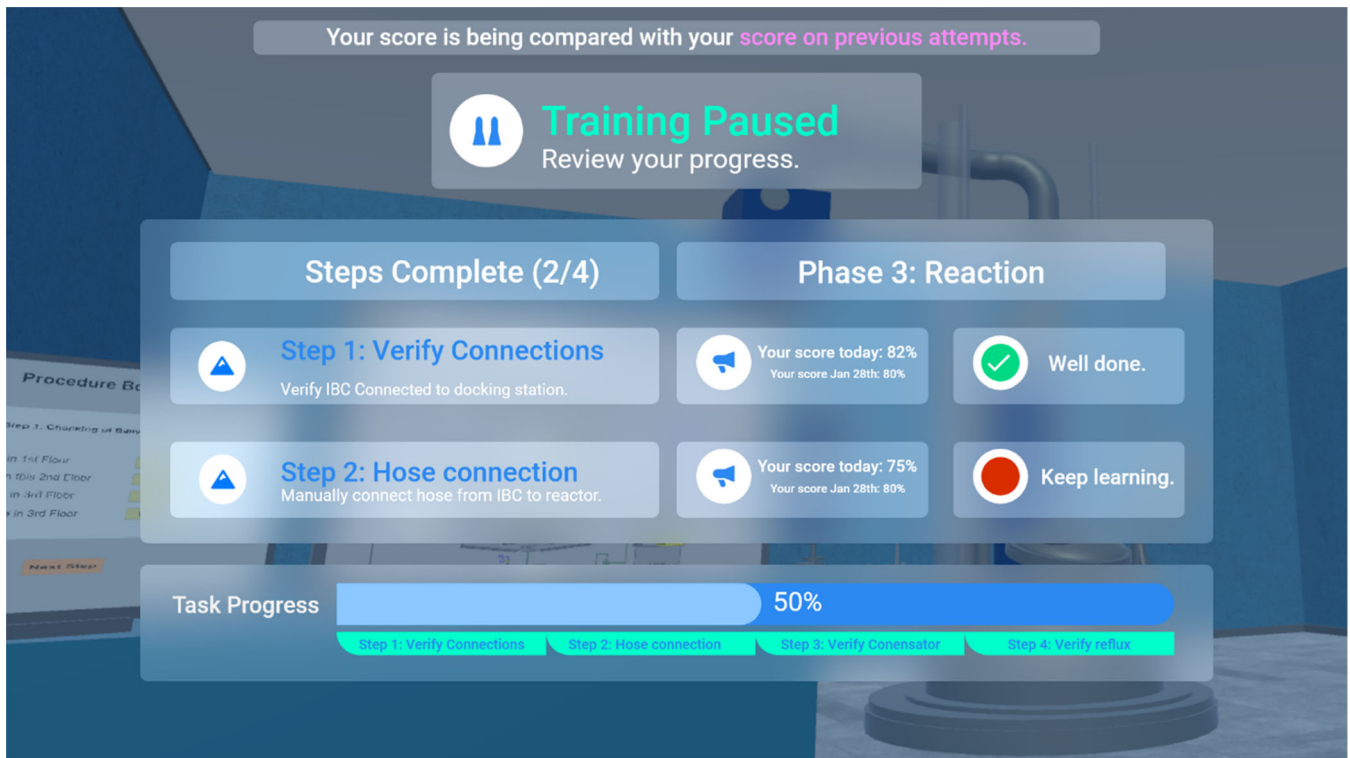 Your score is being compared with your score on previous attempts.
Training Paused
Review your progress.
Steps Complete (2/4)
Phase 3: Reaction
Step 1: Verify Connections
Verify IBC Connected to docking station.
Your score today: 82%
Your score Jan 28th: 80%
Well done.
Step 2: Hose connection
Manually connect hose from IBC to reactor.
Your score today: 75%
Your score Jan 28th: 80%
Keep learning.
Procedure Bo
Step 1. Charging of
in 1st Floor
n this 2nd Floor
in 3rd Floor
in 3rd Floor
Next Step
Task Progress
50%
Step 1: Verify Connections
Step 2: Hose connection
Step 3: Verify Conensator
Step 4: Verify reflux